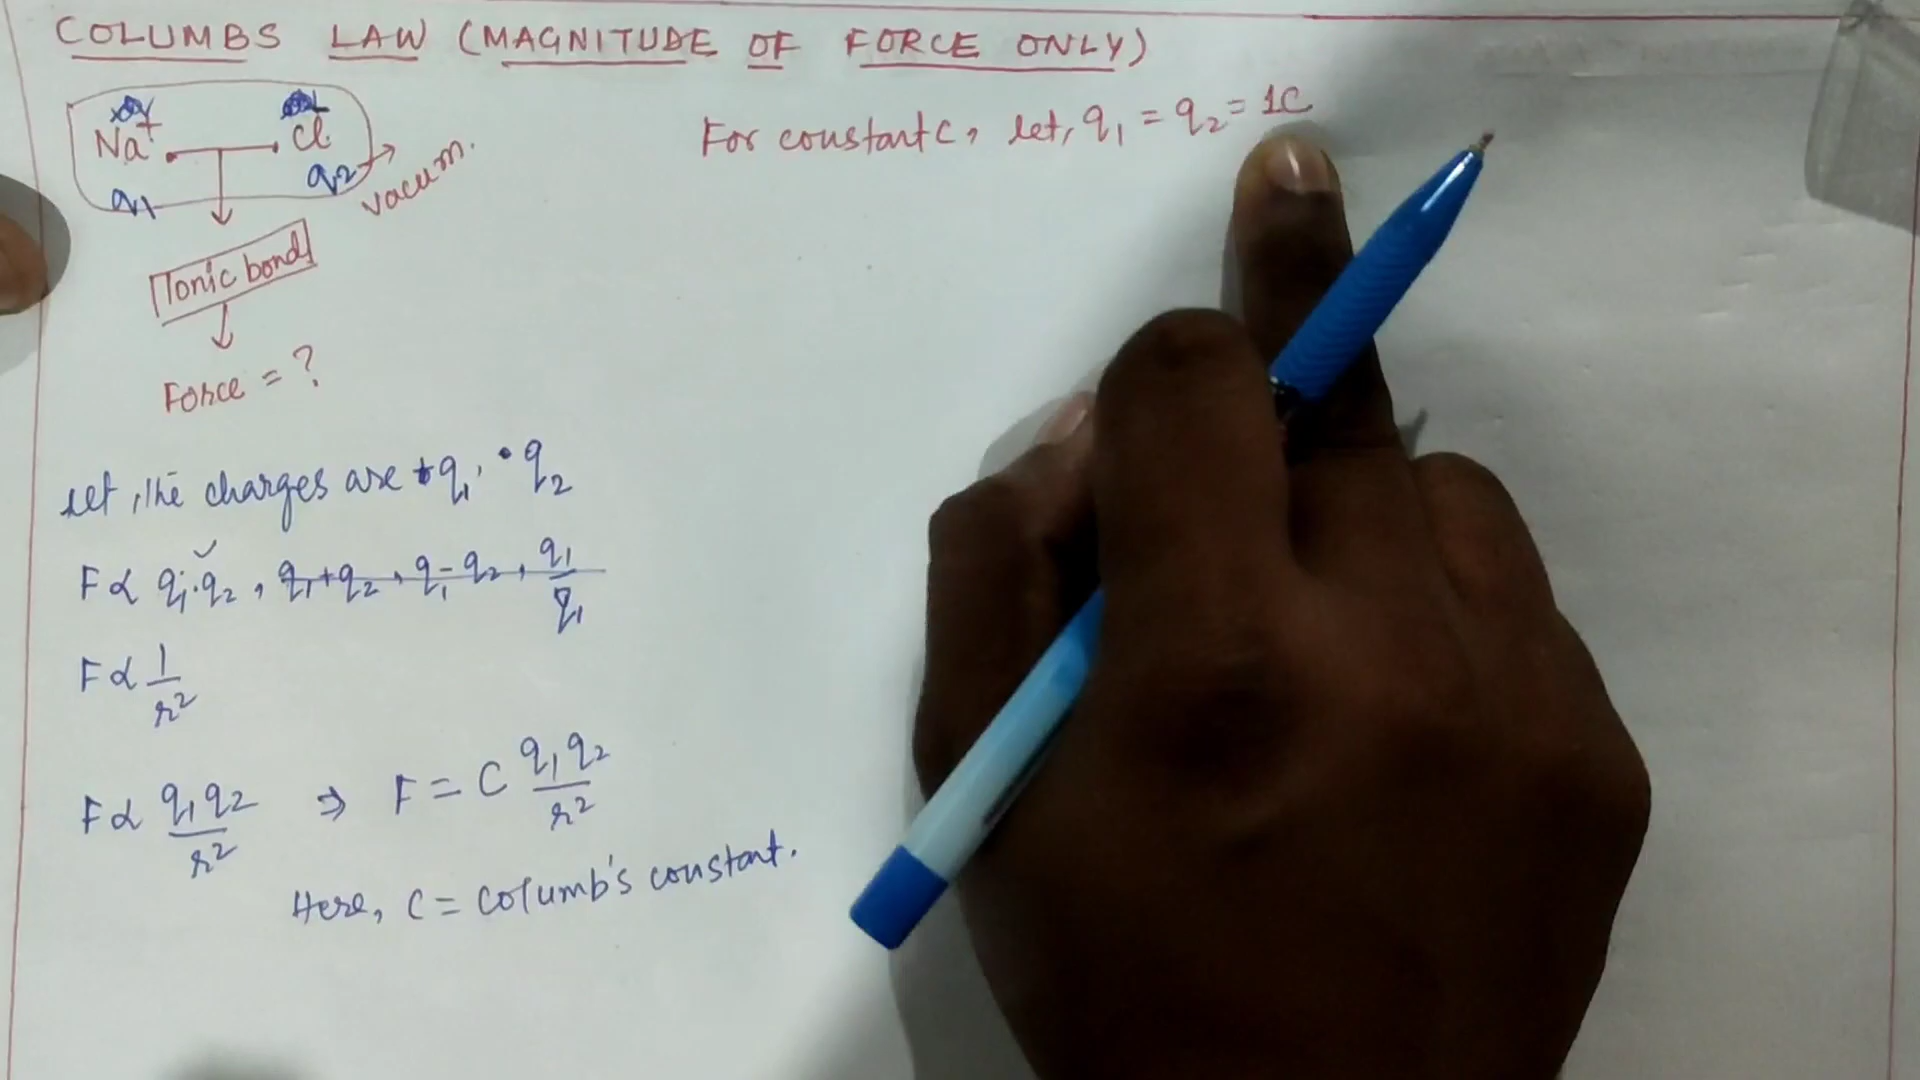 COLUMBS LAW (MAGNITUDE OF FORCE ONLY)
Na+ Cl
q1 q2
vacum.
Ionic bond
Force = ?
For constant C, let, q1 = q2 = 1C
Let, the charges are +q1, • q2
F ∝ q1.q2, q1+q2, q1-q2, q1/q1
F ∝ 1/r²
F ∝ q1q2/r² ⇒ F = C q1q2/r²
Here, C = Columb's constant.